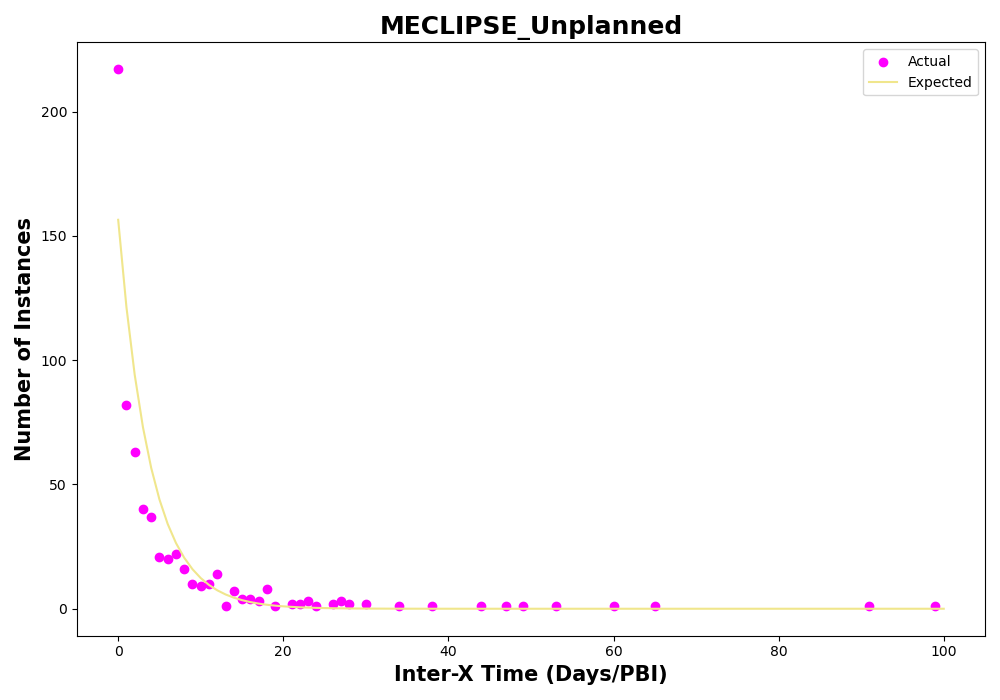 MECLIPSE_Unplanned
Actual
Expected
Number of Instances
200
150
100
50
0
0 20 40 60 80 100
Inter-X Time (Days/PBI)